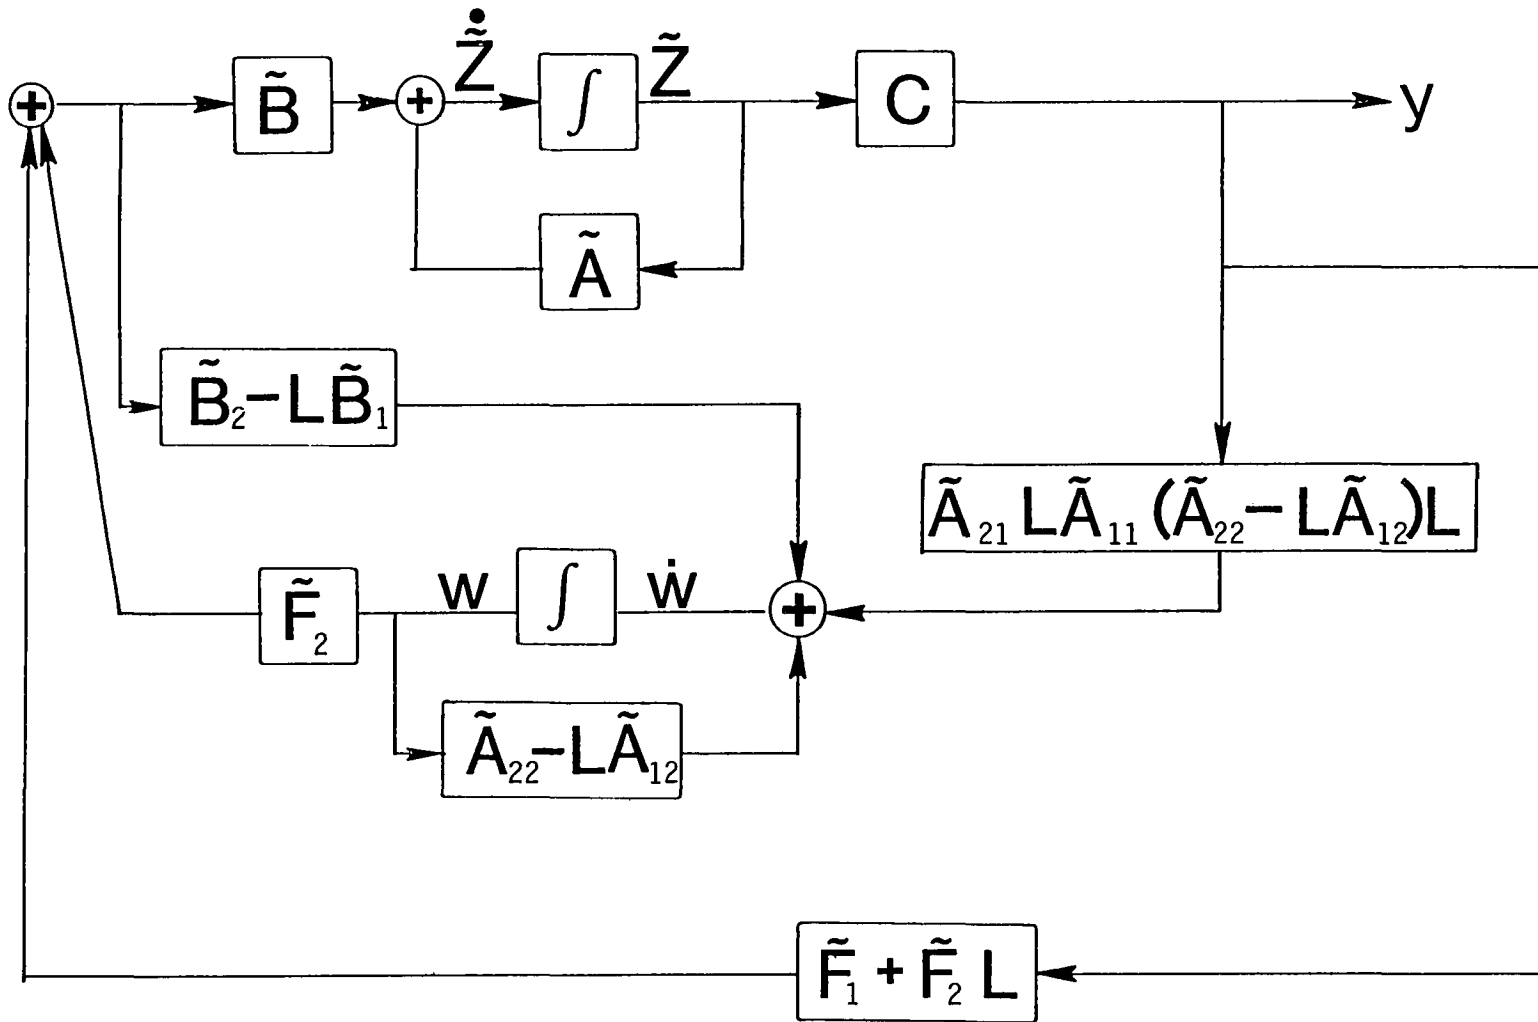 +
B̃
+
Ż̃
∫
Z̃
C
y
Ã
B̃₂-LB̃₁
Ã₂₁ LÃ₁₁ (Ã₂₂- LÃ₁₂)L
F̃₂
w
∫
ẇ
+
Ã₂₂-LÃ₁₂
F̃₁ + F̃₂ L